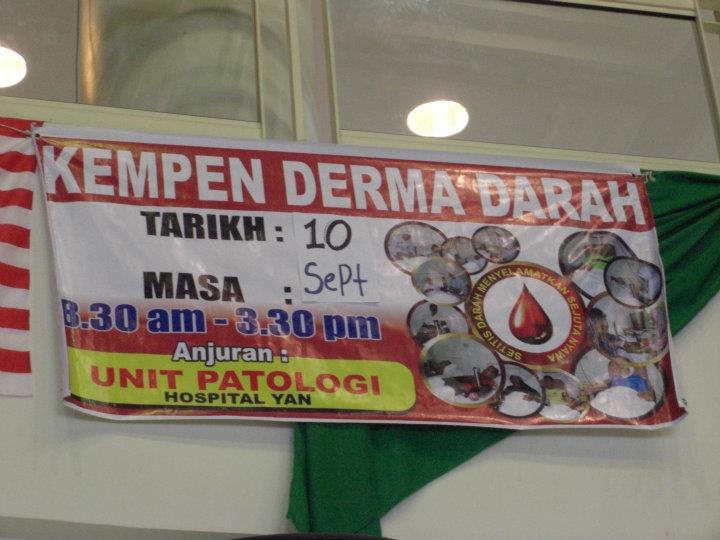 KEMPEN DERMA DARAH
TARIKH : 10
MASA : Sept
8.30 am - 3.30 pm
Anjuran :
UNIT PATOLOGI
HOSPITAL YAN
SETITIS DARAH MENYELAMATKAN SEJUTA NYAWA